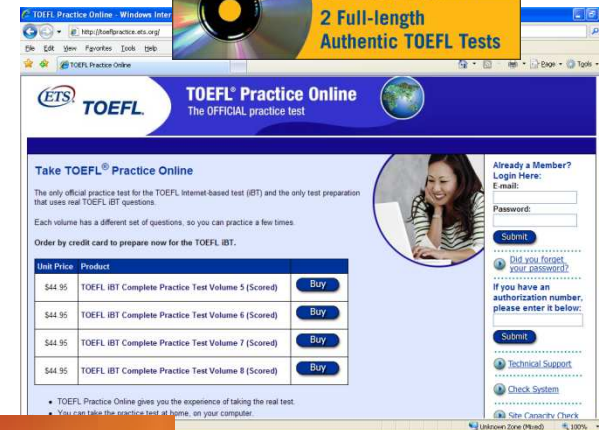 TOEFL Practice Online - Windows Inter
2 Full-length
Authentic TOEFL Tests
http://toeflpractice.ets.org/
File Edit View Favorites Tools Help
TOEFL Practice Online
Page Tools
ETS TOEFL
TOEFL® Practice Online
The OFFICIAL practice test
Take TOEFL® Practice Online
The only official practice test for the TOEFL Internet-based test (iBT) and the only test preparation
that uses real TOEFL iBT questions.
Each volume has a different set of questions, so you can practice a few times.
Order by credit card to prepare now for the TOEFL iBT.
Unit Price Product
$44.95 TOEFL iBT Complete Practice Test Volume 5 (Scored) Buy
$44.95 TOEFL iBT Complete Practice Test Volume 6 (Scored) Buy
$44.95 TOEFL iBT Complete Practice Test Volume 7 (Scored) Buy
$44.95 TOEFL iBT Complete Practice Test Volume 8 (Scored) Buy
• TOEFL Practice Online gives you the experience of taking the real test.
• You can take the practice test at home, on your computer.
Already a Member?
Login Here:
E-mail:
Password:
Submit
Did you forget
your password?
If you have an
authorization number,
please enter it below:
Submit
Technical Support
Check System
Site Capacity Check
Unknown Zone (Mixed) 100%